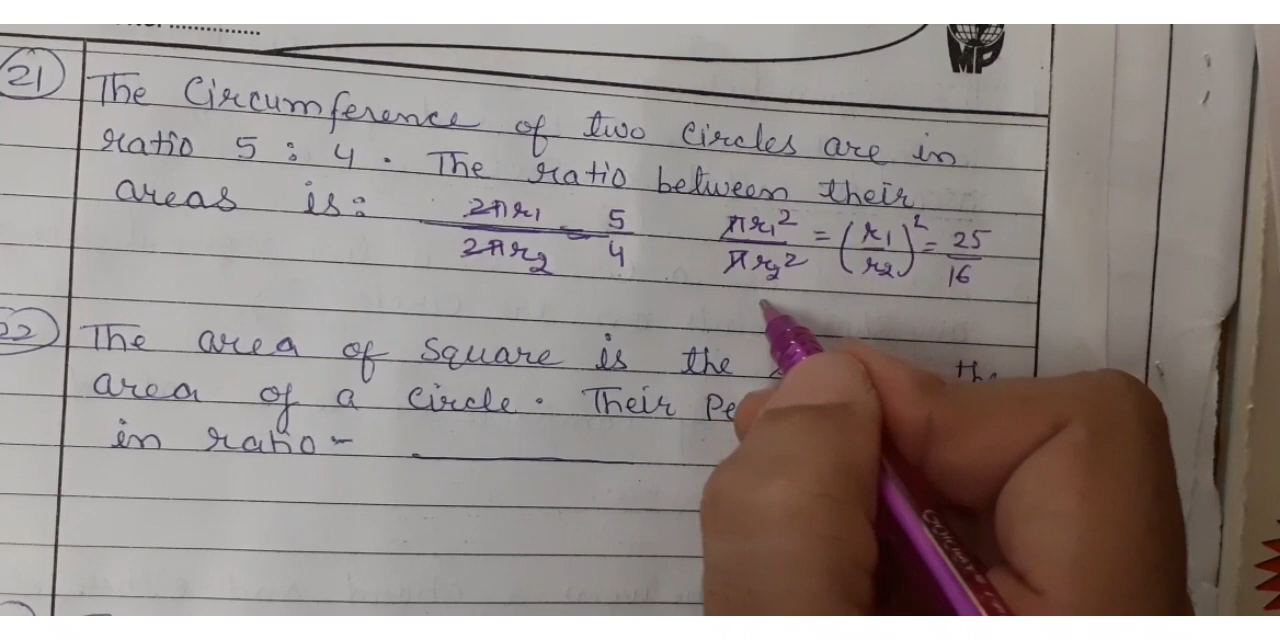 MP
21 The Circumference of two circles are in
ratio 5 : 4 . The ratio between their
areas is: 2πr₁/2πr₂ = 5/4 πr₁²/πr₂² = (r₁/r₂)² = 25/16
22 The area of square is the
area of a circle. Their
in ratio - ______